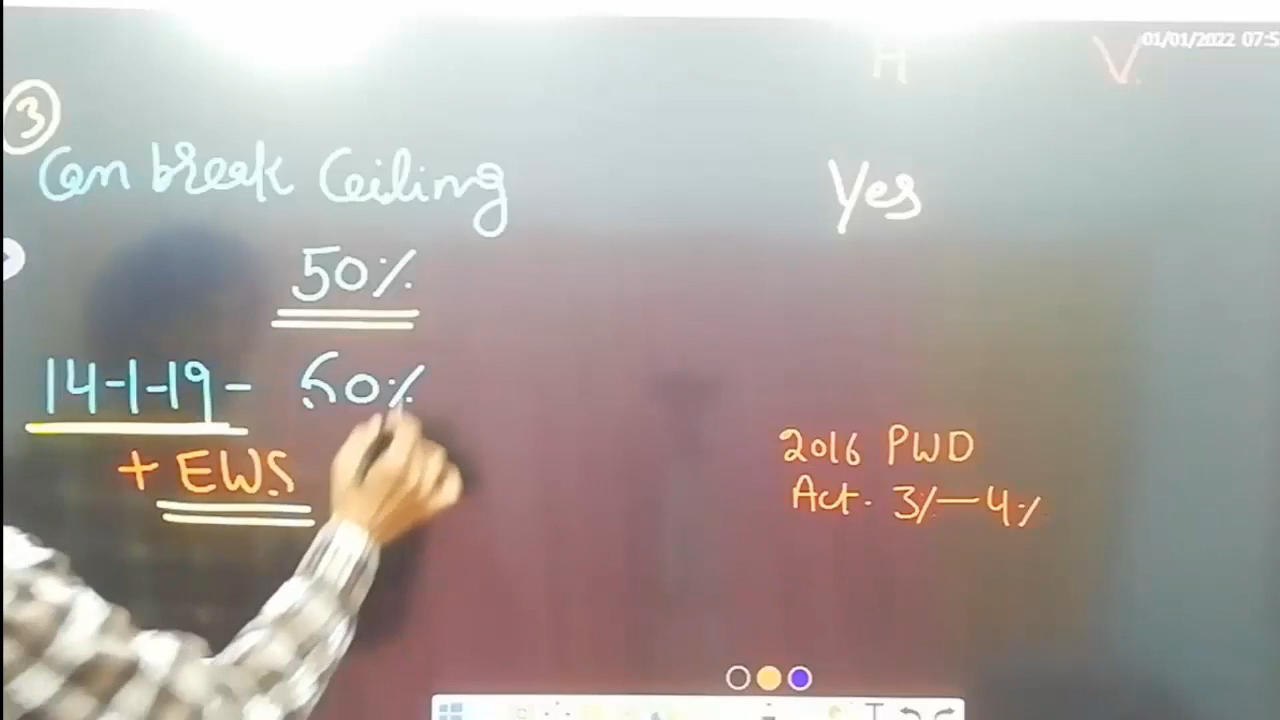 01/01/2022 07:5
H V
3
Can break Ceiling Yes
50%
14-1-19- 60%
+ EWS
2016 PWD
Act. 3%-4%
T